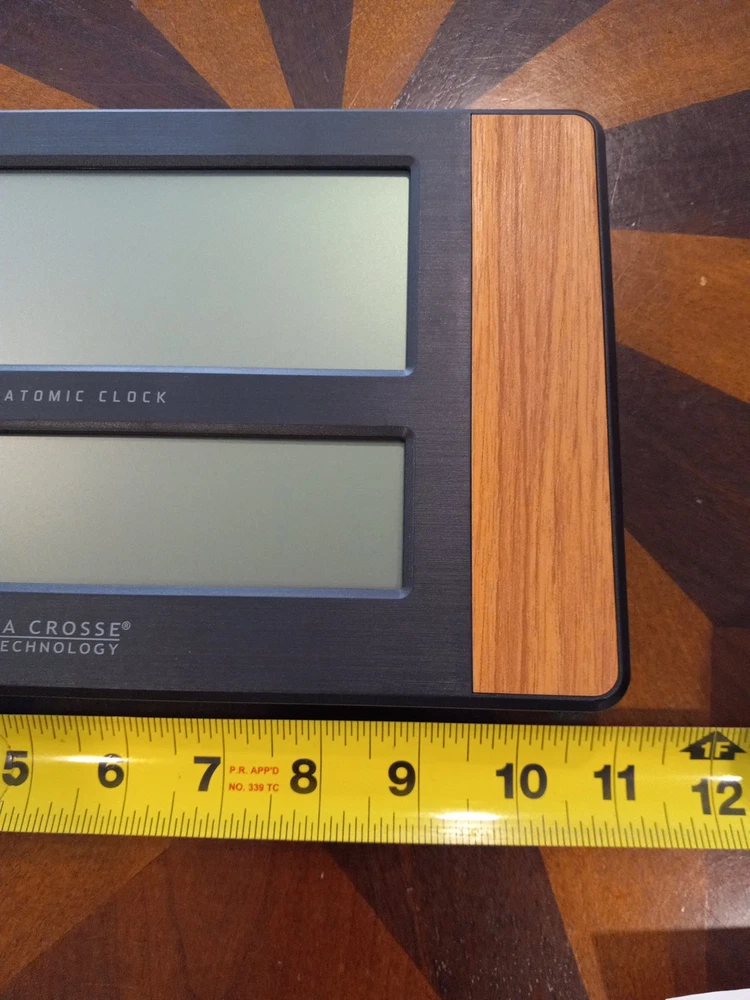 ATOMIC CLOCK
A CROSSE®
ECHNOLOGY
1F
5 6 7 P.R. APP'D 8 9 10 11 12
NO. 339 TC